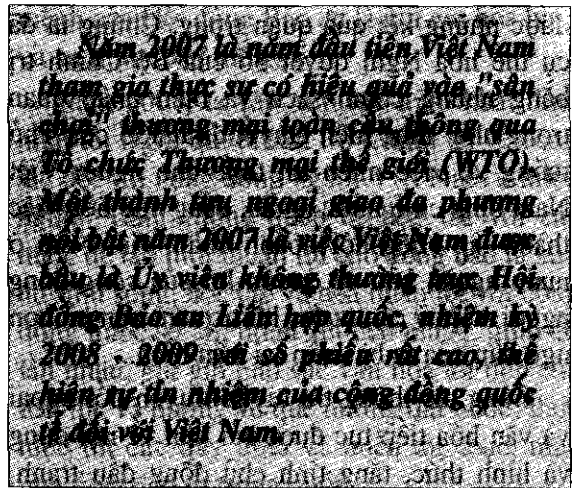 Năm 2007 là năm đầu tiên Việt Nam
tham gia thực sự có hiệu quả vào "sân
chơi" thương mại toàn cầu thông qua
Tổ chức Thương mại thế giới (WTO).
Một thành tựu ngoại giao đa phương
nổi bật năm 2007 là việc Việt Nam được
bầu là Ủy viên không thường trực Hội
đồng Bảo an Liên hợp quốc, nhiệm kỳ
2008 - 2009 với số phiếu rất cao, thể
hiện sự tín nhiệm của cộng đồng quốc
tế đối với Việt Nam.